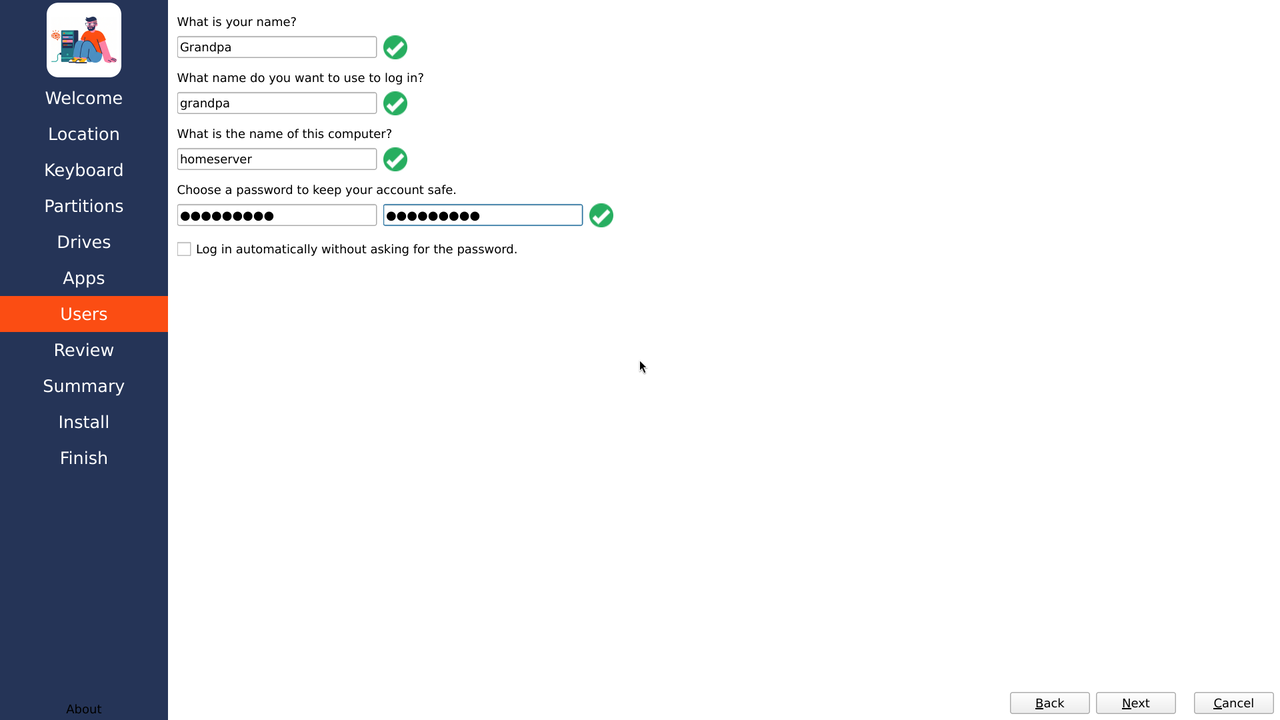 Welcome
Location
Keyboard
Partitions
Drives
Apps
Users
Review
Summary
Install
Finish
About
What is your name?
Grandpa
What name do you want to use to log in?
grandpa
What is the name of this computer?
homeserver
Choose a password to keep your account safe.
●●●●●●●●● ●●●●●●●●●
Log in automatically without asking for the password.
Back Next Cancel